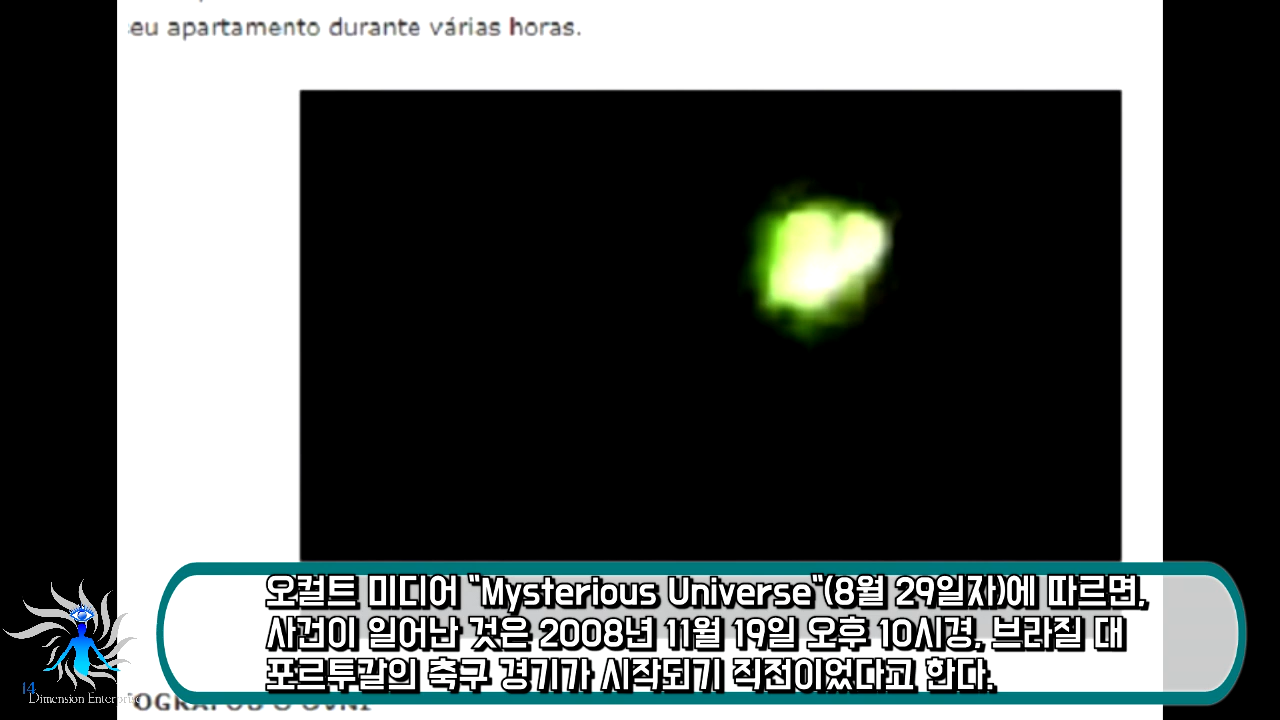 seu apartamento durante várias horas.
오컬트 미디어 "Mysterious Universe"(8월 29일자)에 따르면,
사건이 일어난 것은 2008년 11월 19일 오후 10시경, 브라질 대
포르투갈의 축구 경기가 시작되기 직전이었다고 한다.
14
Dimension Enterprise